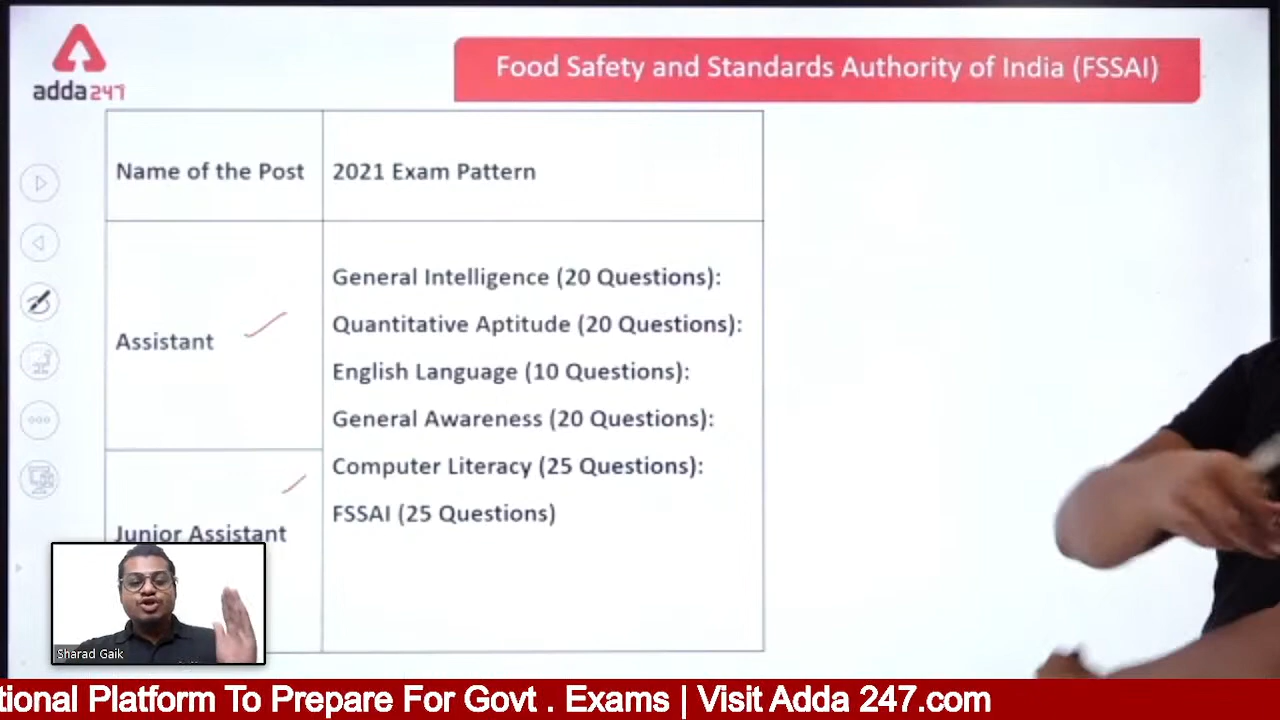 adda247
Food Safety and Standards Authority of India (FSSAI)
Name of the Post
2021 Exam Pattern
Assistant
General Intelligence (20 Questions):
Quantitative Aptitude (20 Questions):
English Language (10 Questions):
General Awareness (20 Questions):
Computer Literacy (25 Questions):
FSSAI (25 Questions)
Junior Assistant
Sharad Gaik
tional Platform To Prepare For Govt . Exams | Visit Adda 247.com